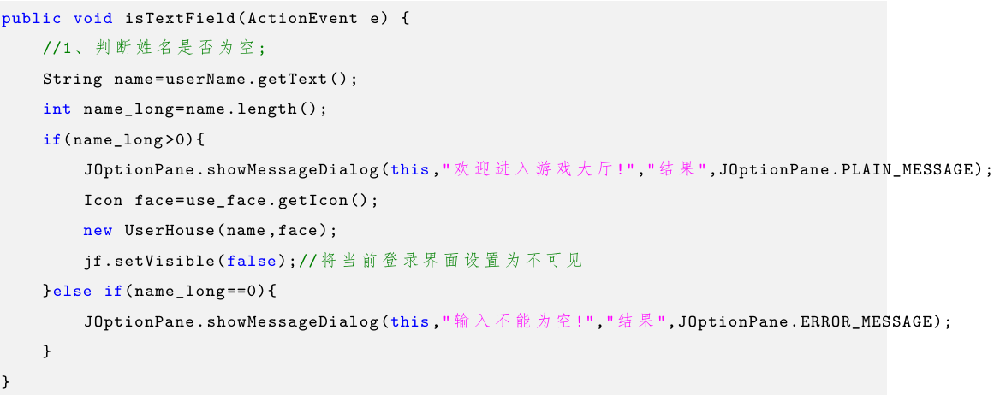 public void isTextField(ActionEvent e) {
    //1、判断姓名是否为空;
    String name=userName.getText();
    int name_long=name.length();
    if(name_long>0){
        JOptionPane.showMessageDialog(this,"欢迎进入游戏大厅!","结果",JOptionPane.PLAIN_MESSAGE);
        Icon face=use_face.getIcon();
        new UserHouse(name,face);
        jf.setVisible(false);//将当前登录界面设置为不可见
    }else if(name_long==0){
        JOptionPane.showMessageDialog(this,"输入不能为空!","结果",JOptionPane.ERROR_MESSAGE);
    }
}